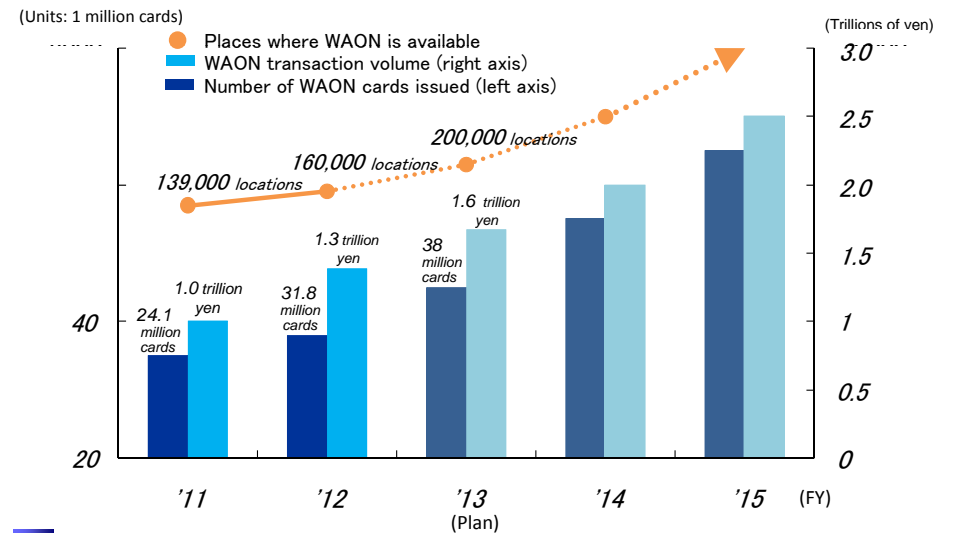 (Units: 1 million cards)
(Trillions of yen)
Places where WAON is available
WAON transaction volume (right axis)
Number of WAON cards issued (left axis)
3.0
2.5
2.0
1.5
1
0.5
0
40
20
139,000 locations
160,000 locations
200,000 locations
1.0 trillion
yen
24.1
million
cards
1.3 trillion
yen
31.8
million
cards
1.6 trillion
yen
38
million
cards
'11
'12
'13
'14
'15
(FY)
(Plan)